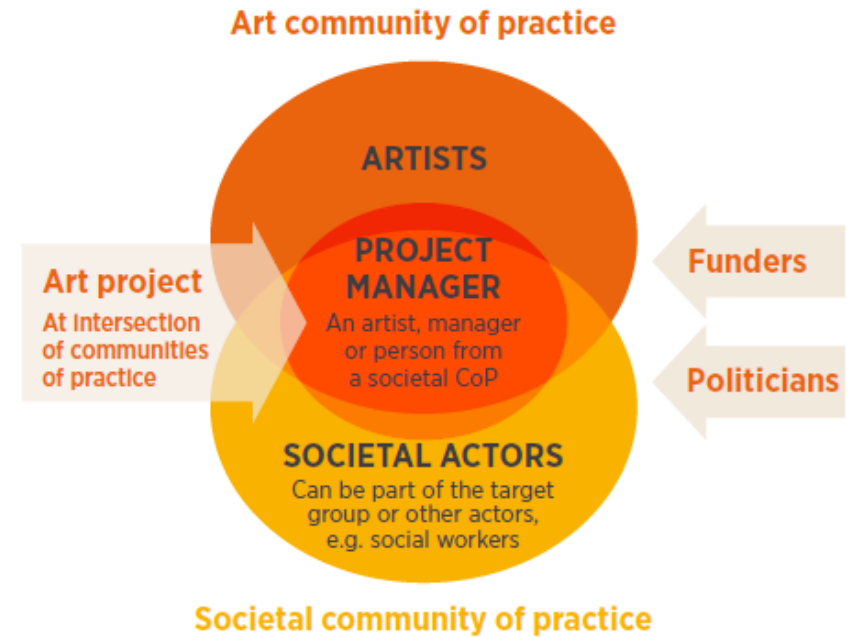 Art community of practice
ARTISTS
PROJECT
MANAGER
An artist, manager
or person from
a societal CoP
Art project
At intersection
of communities
of practice
Funders
Politicians
SOCIETAL ACTORS
Can be part of the target
group or other actors,
e.g. social workers
Societal community of practice